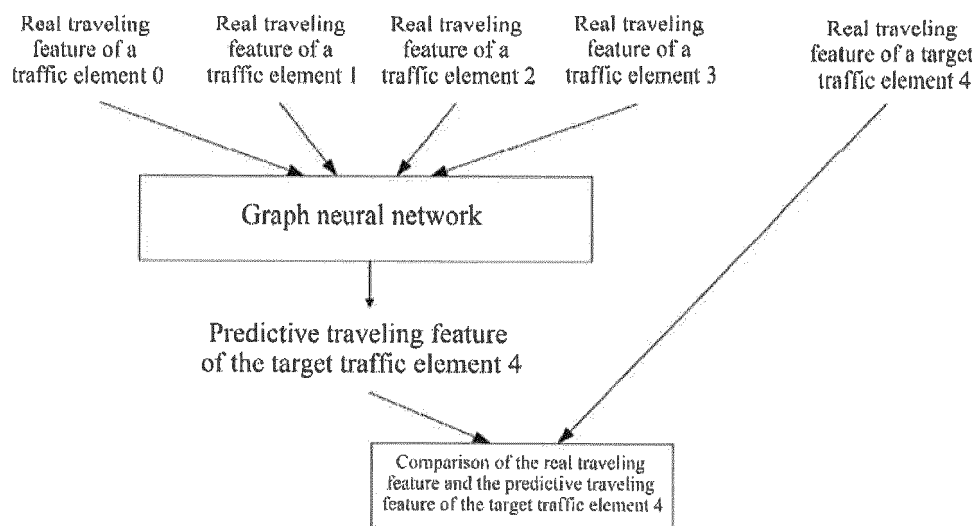 Real traveling
feature of a
traffic element 0
Real traveling
feature of a
traffic element 1
Real traveling
feature of a
traffic element 2
Real traveling
feature of a
traffic element 3
Real traveling
feature of a target
traffic element 4
Graph neural network
Predictive traveling feature
of the target traffic element 4
Comparison of the real traveling
feature and the predictive traveling
feature of the target traffic element 4